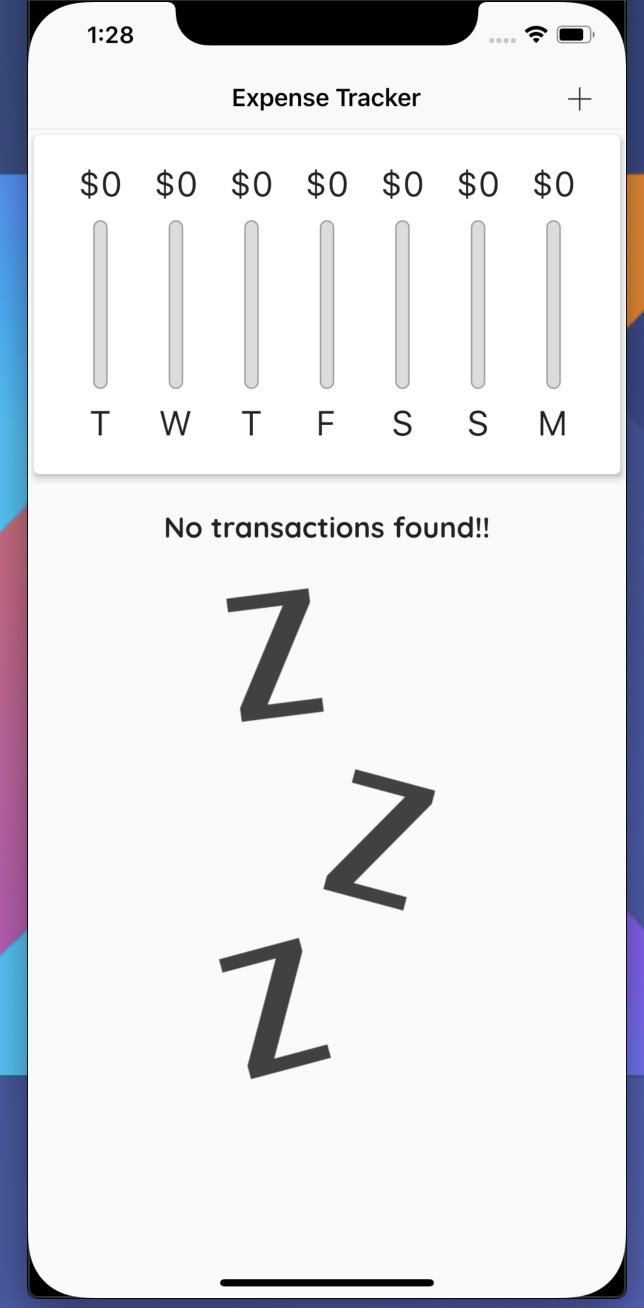 1:28
Expense Tracker +
$0 $0 $0 $0 $0 $0 $0
T W T F S S M
No transactions found!!
Z
Z
Z